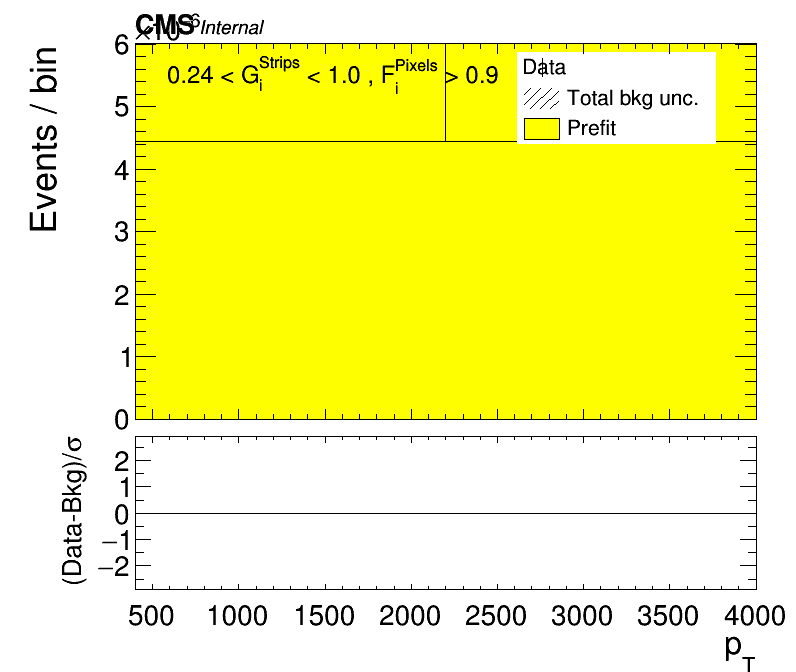 CMS Internal
×10⁻⁶
Events / bin
6
5
4
3
2
1
0
0.24 < G_i^Strips < 1.0 , F_i^Pixels > 0.9
Data
Total bkg unc.
Prefit
(Data-Bkg)/σ
2
1
0
−1
−2
500 1000 1500 2000 2500 3000 3500 4000
p_T